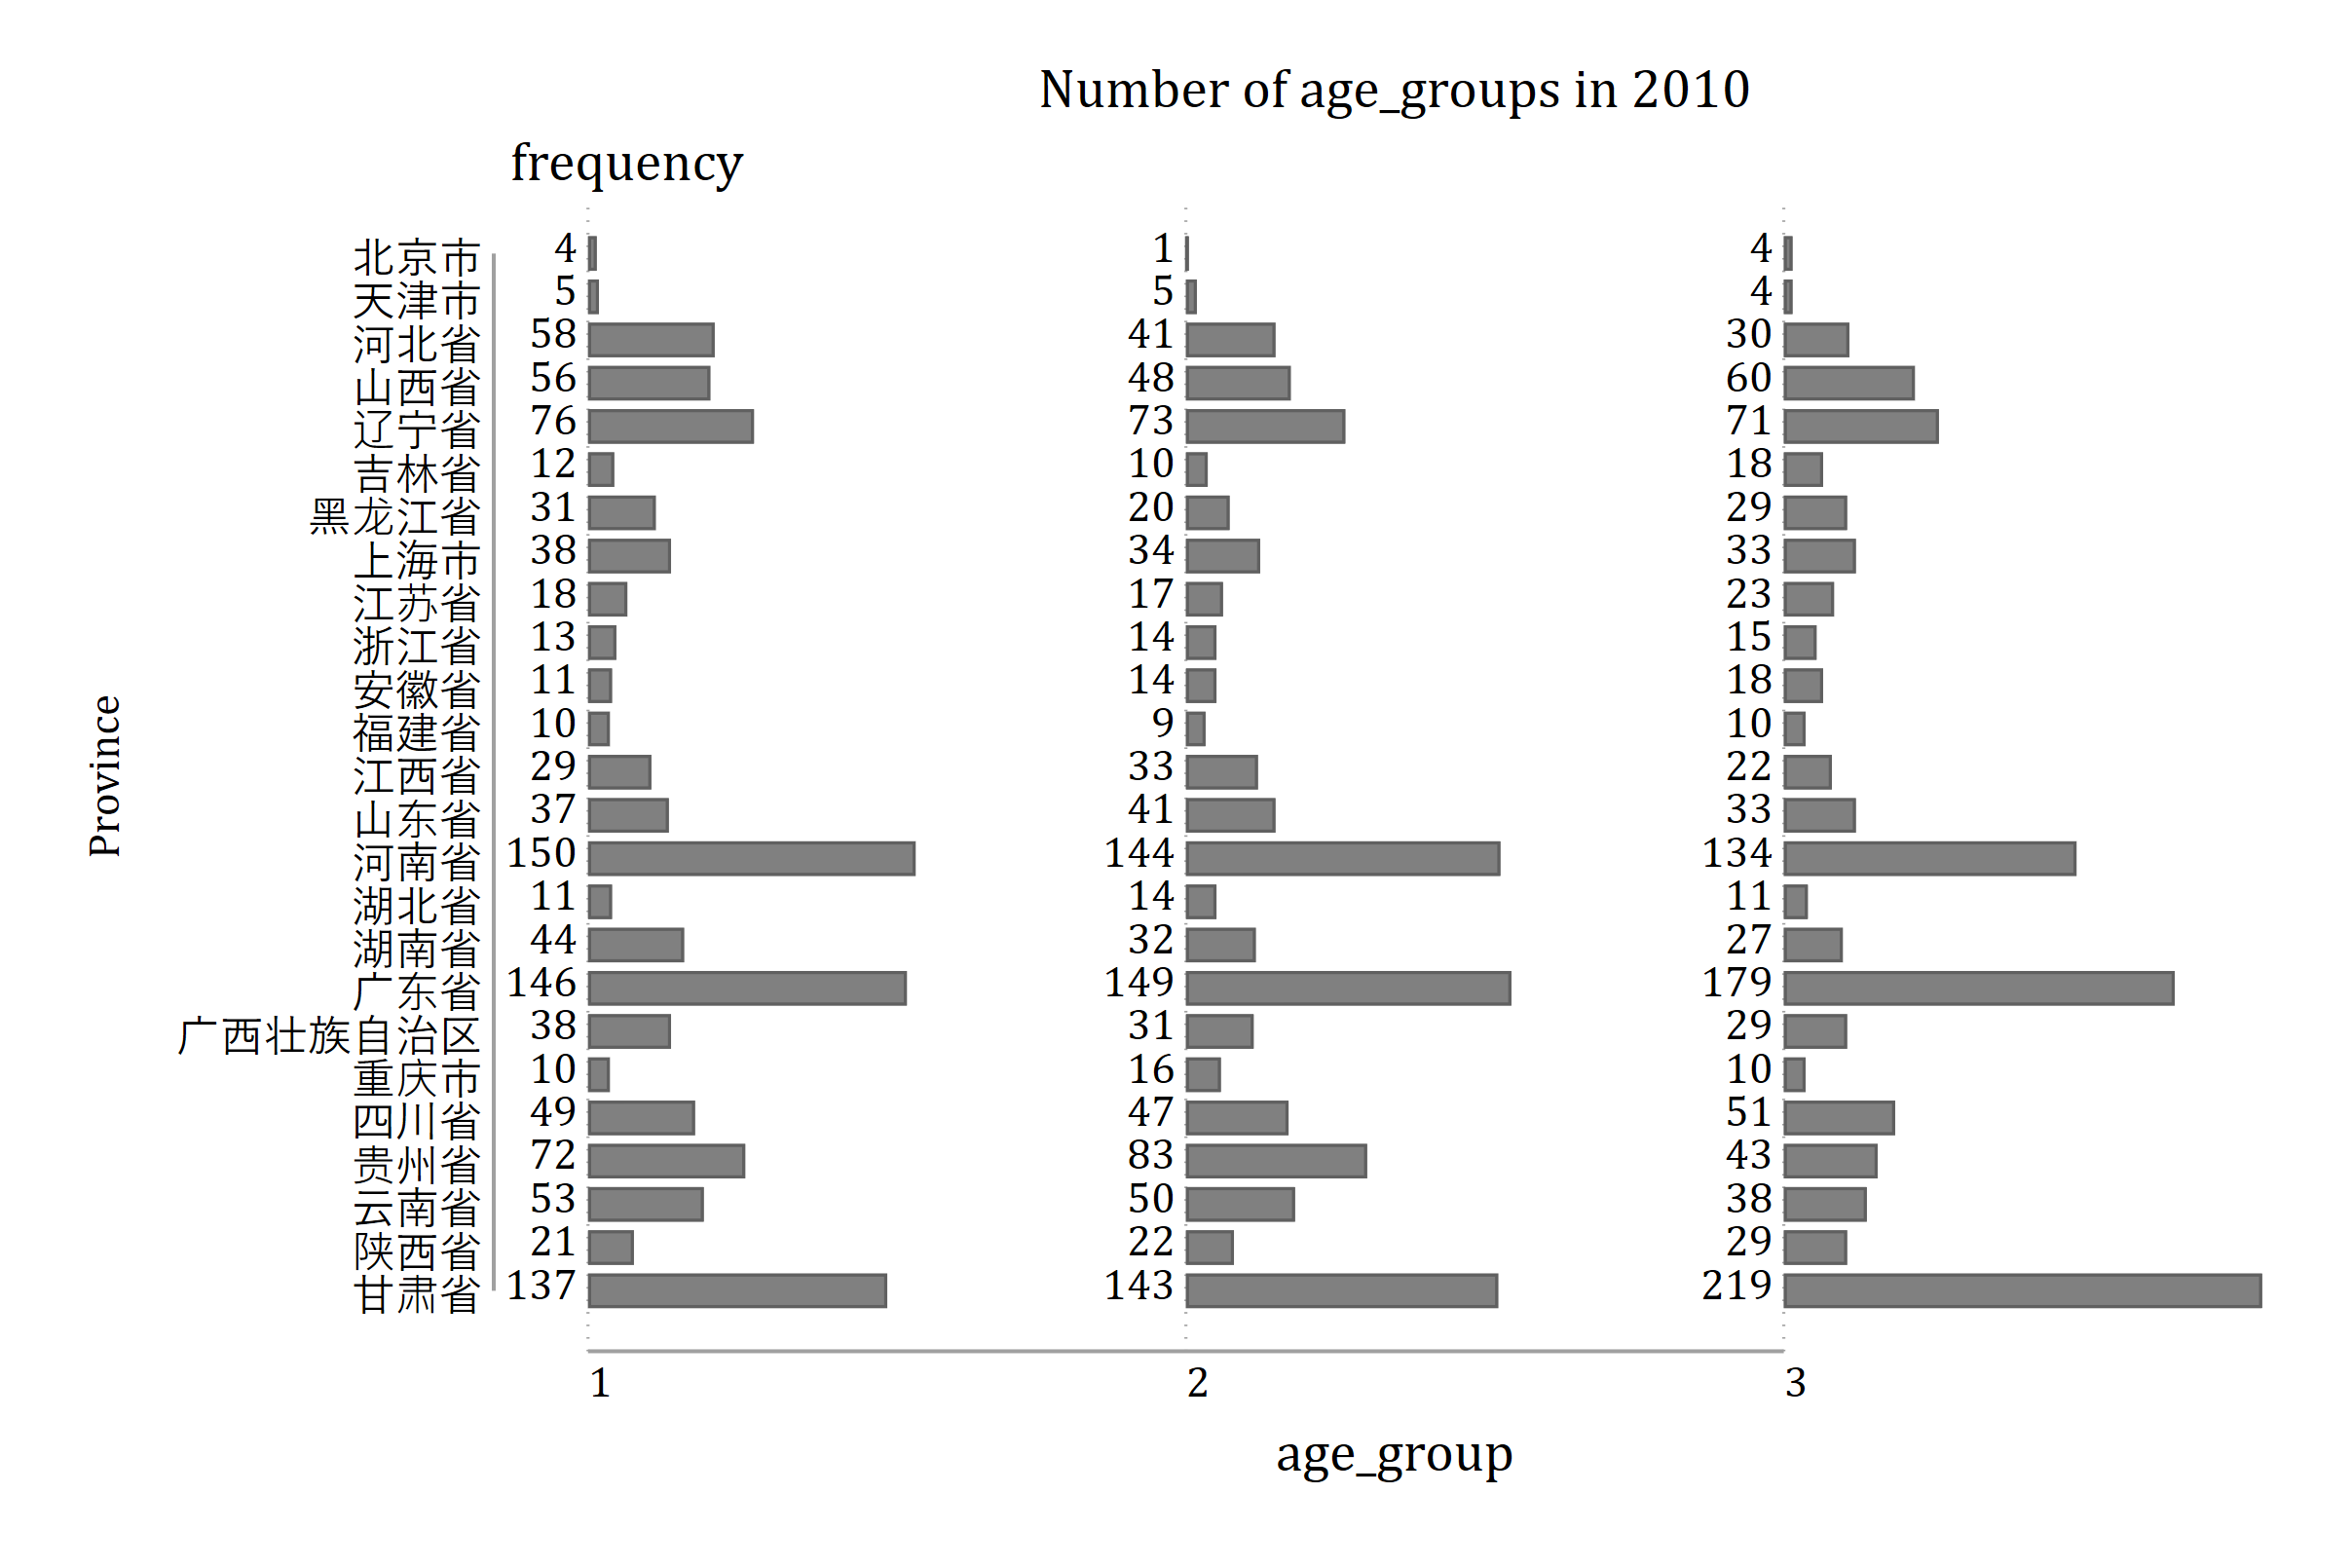 Number of age_groups in 2010
frequency
北京市 4 1 4
天津市 5 5 4
河北省 58 41 30
山西省 56 48 60
辽宁省 76 73 71
吉林省 12 10 18
黑龙江省 31 20 29
上海市 38 34 33
江苏省 18 17 23
浙江省 13 14 15
安徽省 11 14 18
福建省 10 9 10
江西省 29 33 22
山东省 37 41 33
河南省 150 144 134
湖北省 11 14 11
湖南省 44 32 27
广东省 146 149 179
广西壮族自治区 38 31 29
重庆市 10 16 10
四川省 49 47 51
贵州省 72 83 43
云南省 53 50 38
陕西省 21 22 29
甘肃省 137 143 219
Province
1 2 3
age_group